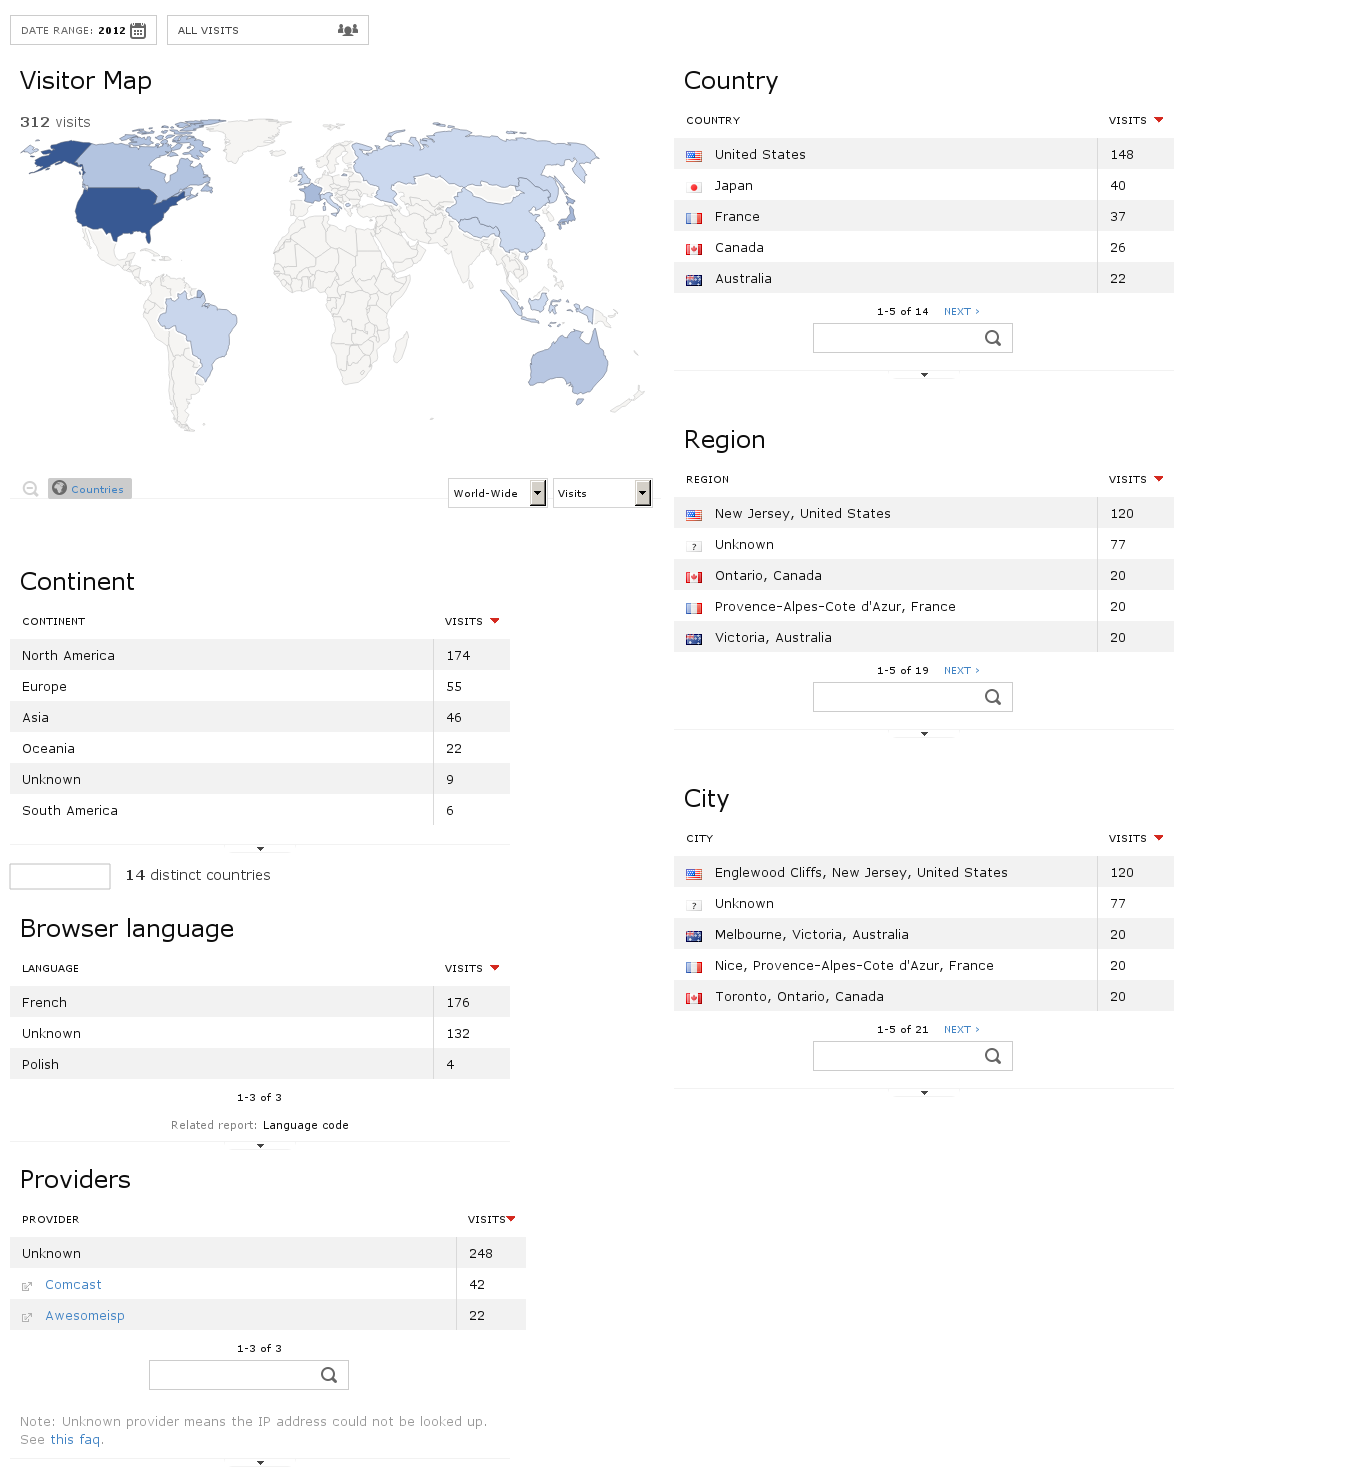 DATE RANGE: 2012
ALL VISITS
Visitor Map
312 visits
Countries
World-Wide
Visits
Continent
CONTINENT VISITS
North America 174
Europe 55
Asia 46
Oceania 22
Unknown 9
South America 6
14 distinct countries
Browser language
LANGUAGE VISITS
French 176
Unknown 132
Polish 4
1-3 of 3
Related report: Language code
Providers
PROVIDER VISITS
Unknown 248
Comcast 42
Awesomeisp 22
1-3 of 3
Note: Unknown provider means the IP address could not be looked up.
See this faq.
Country
COUNTRY VISITS
United States 148
Japan 40
France 37
Canada 26
Australia 22
1-5 of 14 NEXT ›
Region
REGION VISITS
New Jersey, United States 120
? Unknown 77
Ontario, Canada 20
Provence-Alpes-Cote d'Azur, France 20
Victoria, Australia 20
1-5 of 19 NEXT ›
City
CITY VISITS
Englewood Cliffs, New Jersey, United States 120
? Unknown 77
Melbourne, Victoria, Australia 20
Nice, Provence-Alpes-Cote d'Azur, France 20
Toronto, Ontario, Canada 20
1-5 of 21 NEXT ›